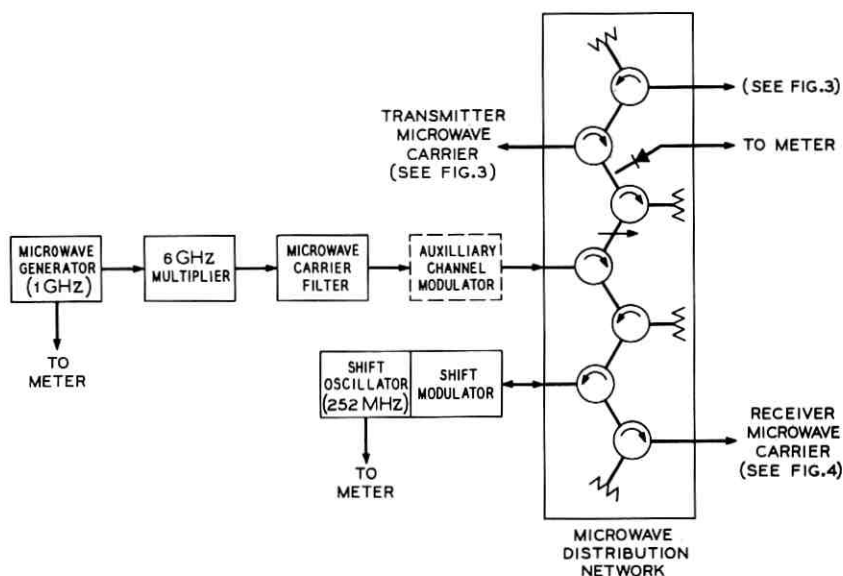 (SEE FIG.3)
TRANSMITTER
MICROWAVE
CARRIER
(SEE FIG.3)
TO METER
MICROWAVE
GENERATOR
(1 GHz)
6 GHz
MULTIPLIER
MICROWAVE
CARRIER
FILTER
AUXILLIARY
CHANNEL
MODULATOR
TO
METER
SHIFT
OSCILLATOR
(252 MHz)
SHIFT
MODULATOR
TO
METER
RECEIVER
MICROWAVE
CARRIER
(SEE FIG.4)
MICROWAVE
DISTRIBUTION
NETWORK